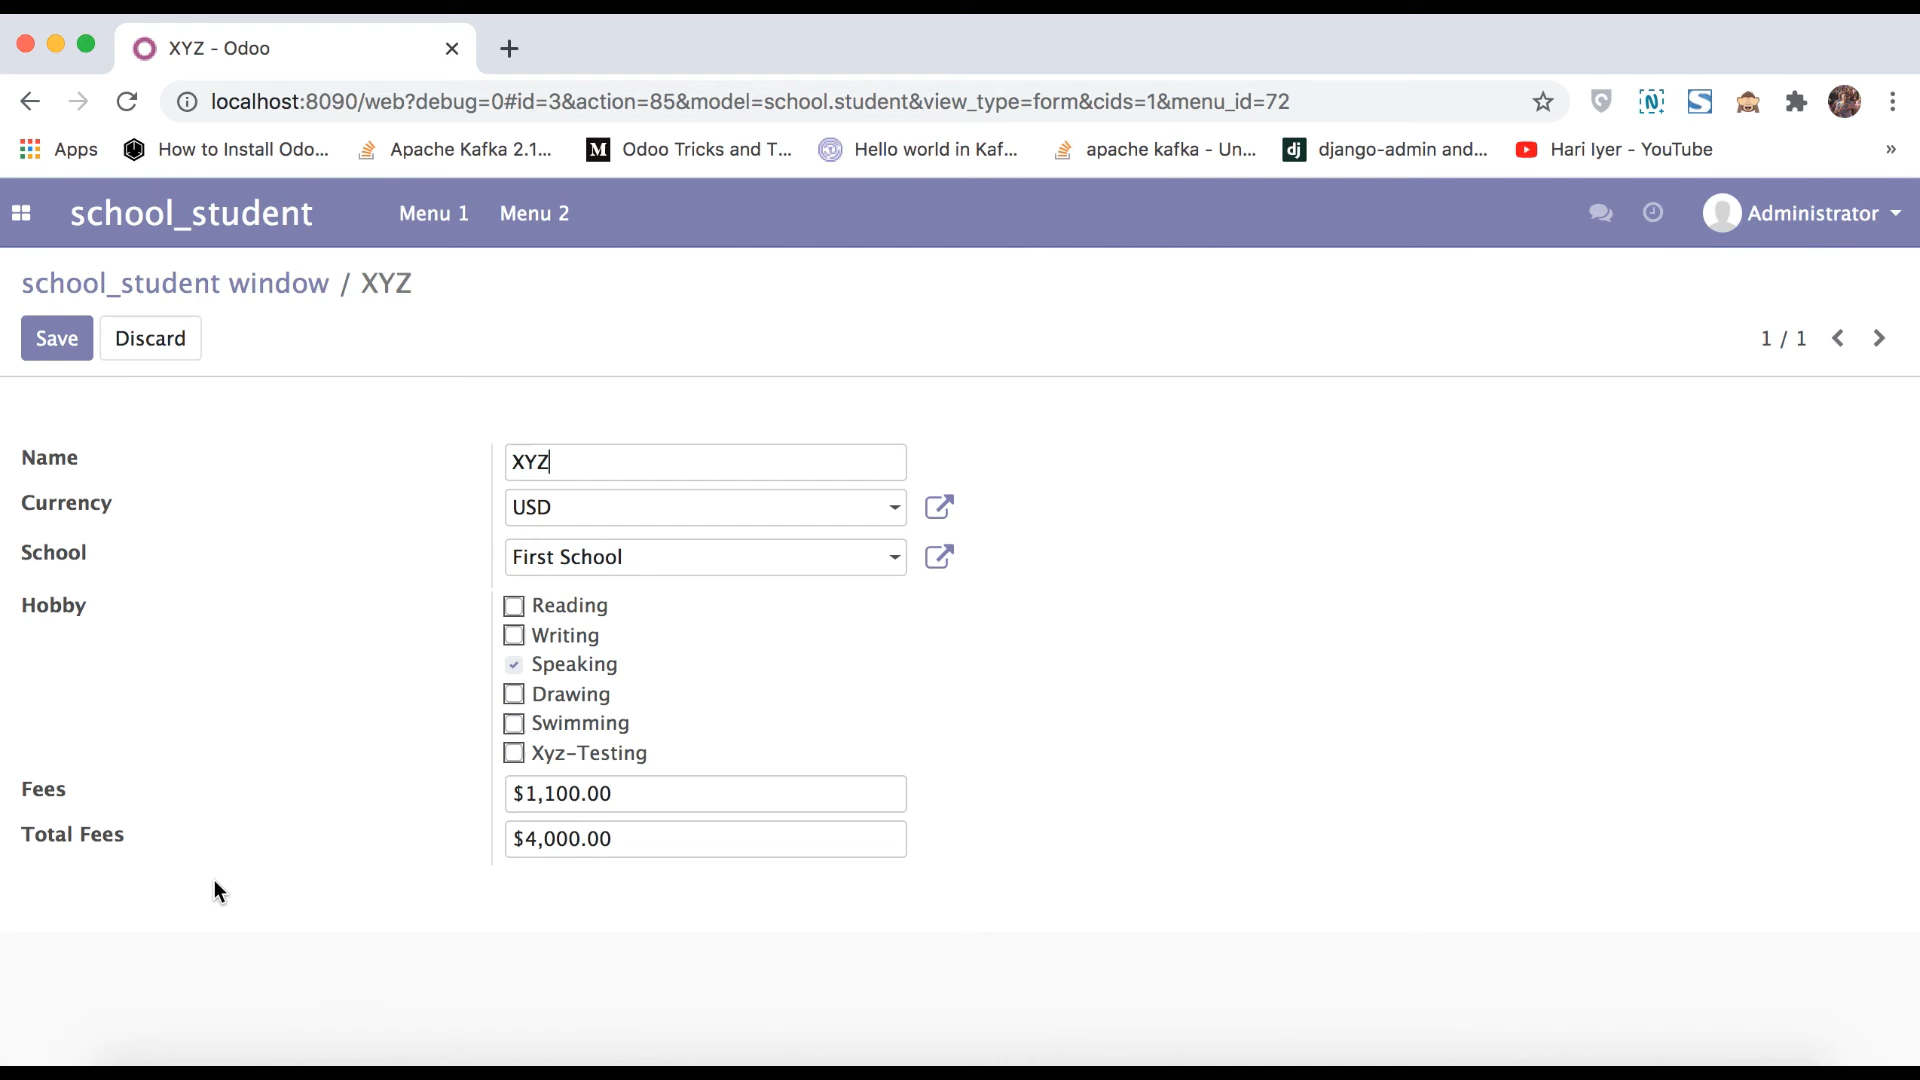 XYZ - Odoo
localhost:8090/web?debug=0#id=3&action=85&model=school.student&view_type=form&cids=1&menu_id=72
Apps How to Install Odo... Apache Kafka 2.1... M Odoo Tricks and T... Hello world in Kaf... apache kafka - Un... dj django-admin and... Hari Iyer - YouTube »
school_student Menu 1 Menu 2 Administrator
school_student window / XYZ
Save Discard 1 / 1
Name XYZ
Currency USD
School First School
Hobby Reading
Writing
Speaking
Drawing
Swimming
Xyz-Testing
Fees $1,100.00
Total Fees $4,000.00